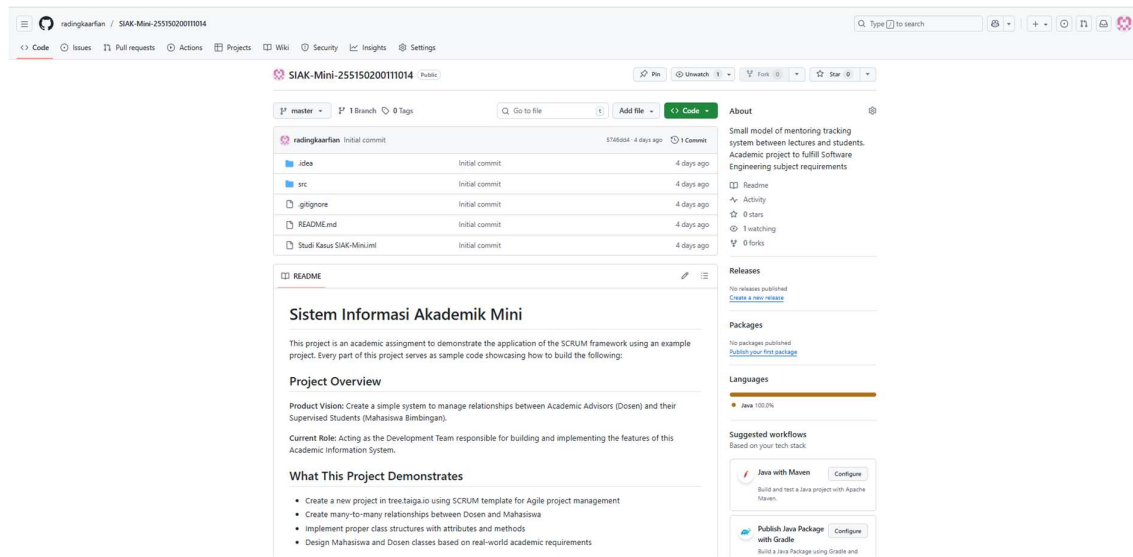 radingkaarfian / SIAK-Mini-255150200111014
Type / to search
Code Issues Pull requests Actions Projects Wiki Security Insights Settings
SIAK-Mini-255150200111014 Public
Pin Unwatch 1 Fork 0 Star 0
master 1 Branch 0 Tags Go to file t Add file Code
radingkaarfian Initial commit 5746dd4 · 4 days ago 1 Commit
.idea Initial commit 4 days ago
src Initial commit 4 days ago
.gitignore Initial commit 4 days ago
README.md Initial commit 4 days ago
Studi Kasus SIAK-Mini.iml Initial commit 4 days ago
README
Sistem Informasi Akademik Mini
This project is an academic assingment to demonstrate the application of the SCRUM framework using an example
project. Every part of this project serves as sample code showcasing how to build the following:
Project Overview
Product Vision: Create a simple system to manage relationships between Academic Advisors (Dosen) and their
Supervised Students (Mahasiswa Bimbingan).
Current Role: Acting as the Development Team responsible for building and implementing the features of this
Academic Information System.
What This Project Demonstrates
• Create a new project in tree.taiga.io using SCRUM template for Agile project management
• Create many-to-many relationships between Dosen and Mahasiswa
• Implement proper class structures with attributes and methods
• Design Mahasiswa and Dosen classes based on real-world academic requirements
About
Small model of mentoring tracking
system between lectures and students.
Academic project to fulfill Software
Engineering subject requirements
Readme
Activity
0 stars
1 watching
0 forks
Releases
No releases published
Create a new release
Packages
No packages published
Publish your first package
Languages
Java 100.0%
Suggested workflows
Based on your tech stack
Java with Maven Configure
Build and test a Java project with Apache
Maven.
Publish Java Package Configure
with Gradle
Build a Java Package using Gradle and